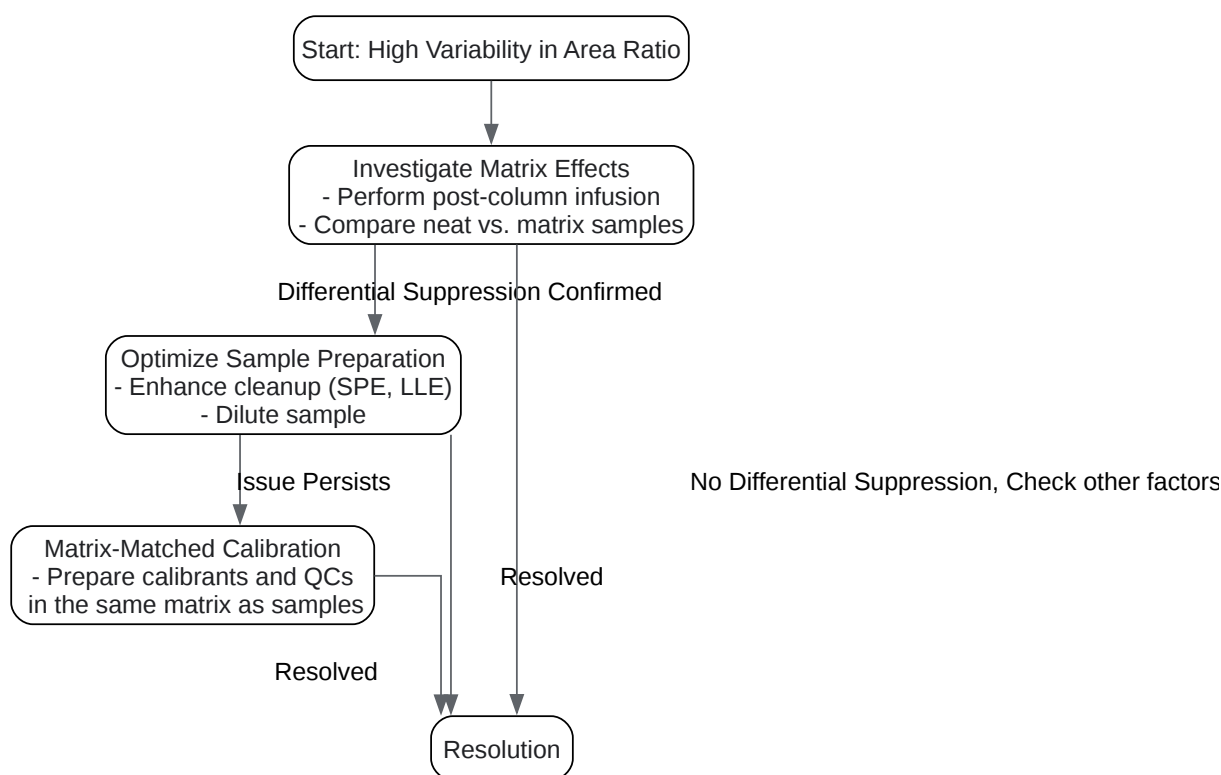 Start: High Variability in Area Ratio
Investigate Matrix Effects
- Perform post-column infusion
- Compare neat vs. matrix samples
Differential Suppression Confirmed
Optimize Sample Preparation
- Enhance cleanup (SPE, LLE)
- Dilute sample
Issue Persists
No Differential Suppression, Check other factors
Matrix-Matched Calibration
- Prepare calibrants and QCs
in the same matrix as samples
Resolved
Resolved
Resolution